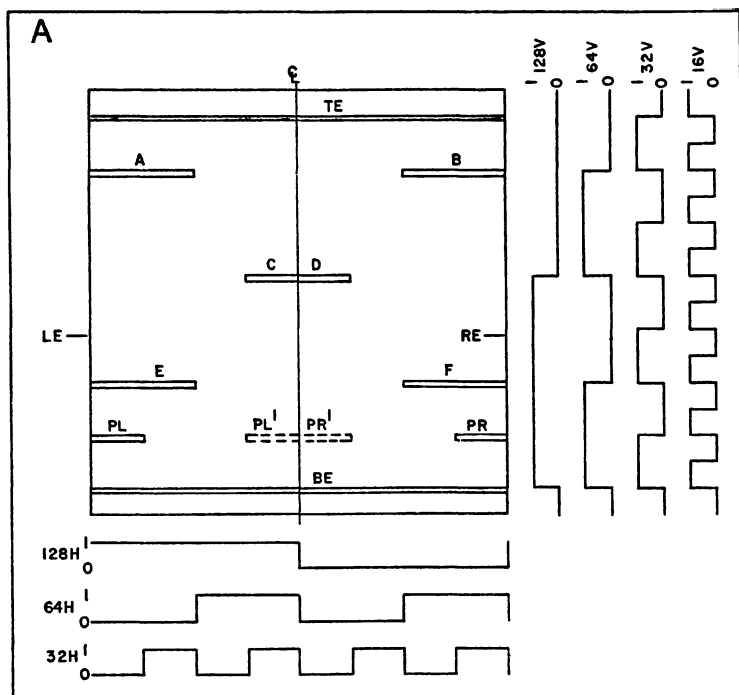 A
℄
TE
A B
C D
LE RE
E F
PL PL¹ PR¹ PR
BE
1 128V 0
1 64V 0
1 32V 0
1 16V 0
128H 1 0
64H 1 0
32H 1 0